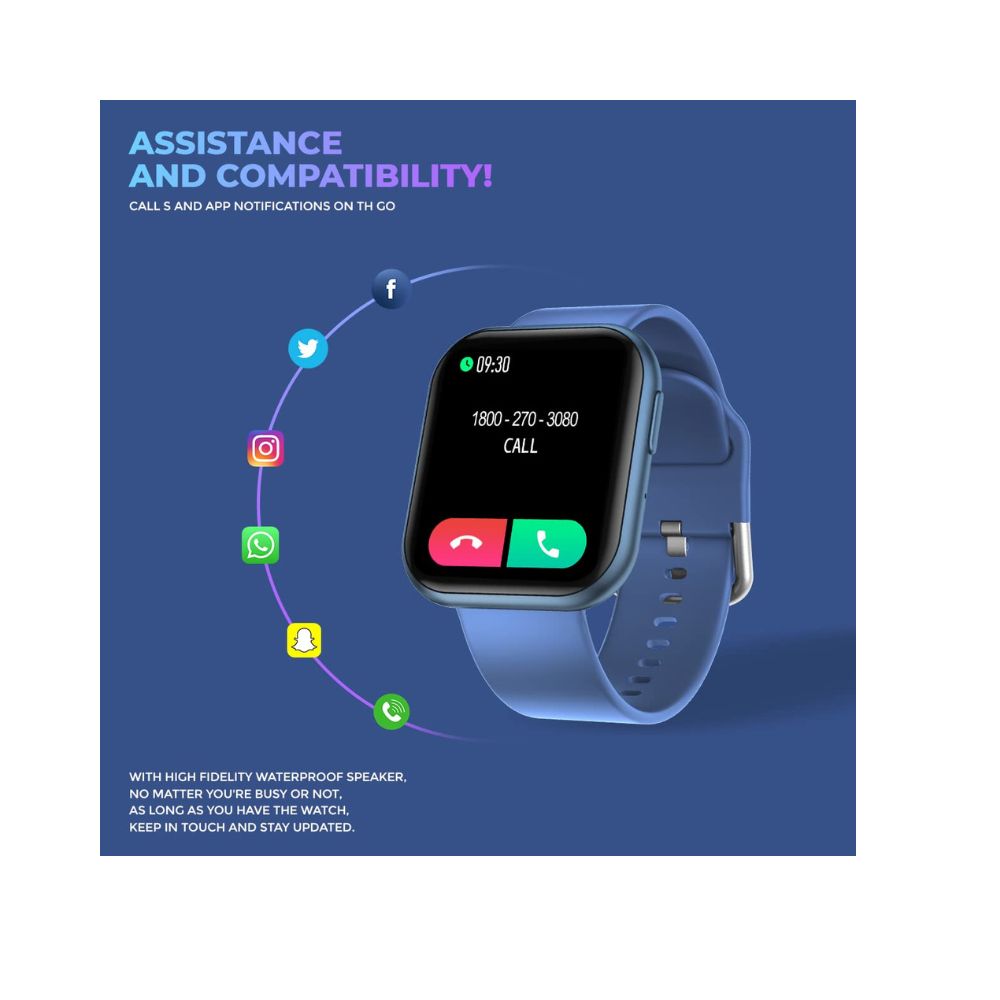 ASSISTANCE
AND COMPATIBILITY!
CALL S AND APP NOTIFICATIONS ON TH GO
f
09:30
1800 - 270 - 3080
CALL
WITH HIGH FIDELITY WATERPROOF SPEAKER,
NO MATTER YOU'RE BUSY OR NOT,
AS LONG AS YOU HAVE THE WATCH,
KEEP IN TOUCH AND STAY UPDATED.